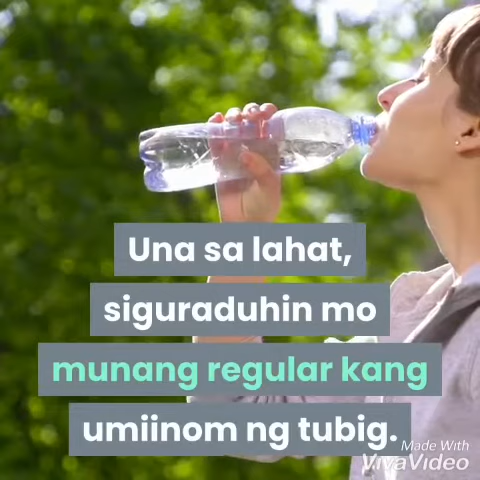 Una sa lahat,
siguraduhin mo
munang regular kang
umiinom ng tubig.
Made With
VivaVideo